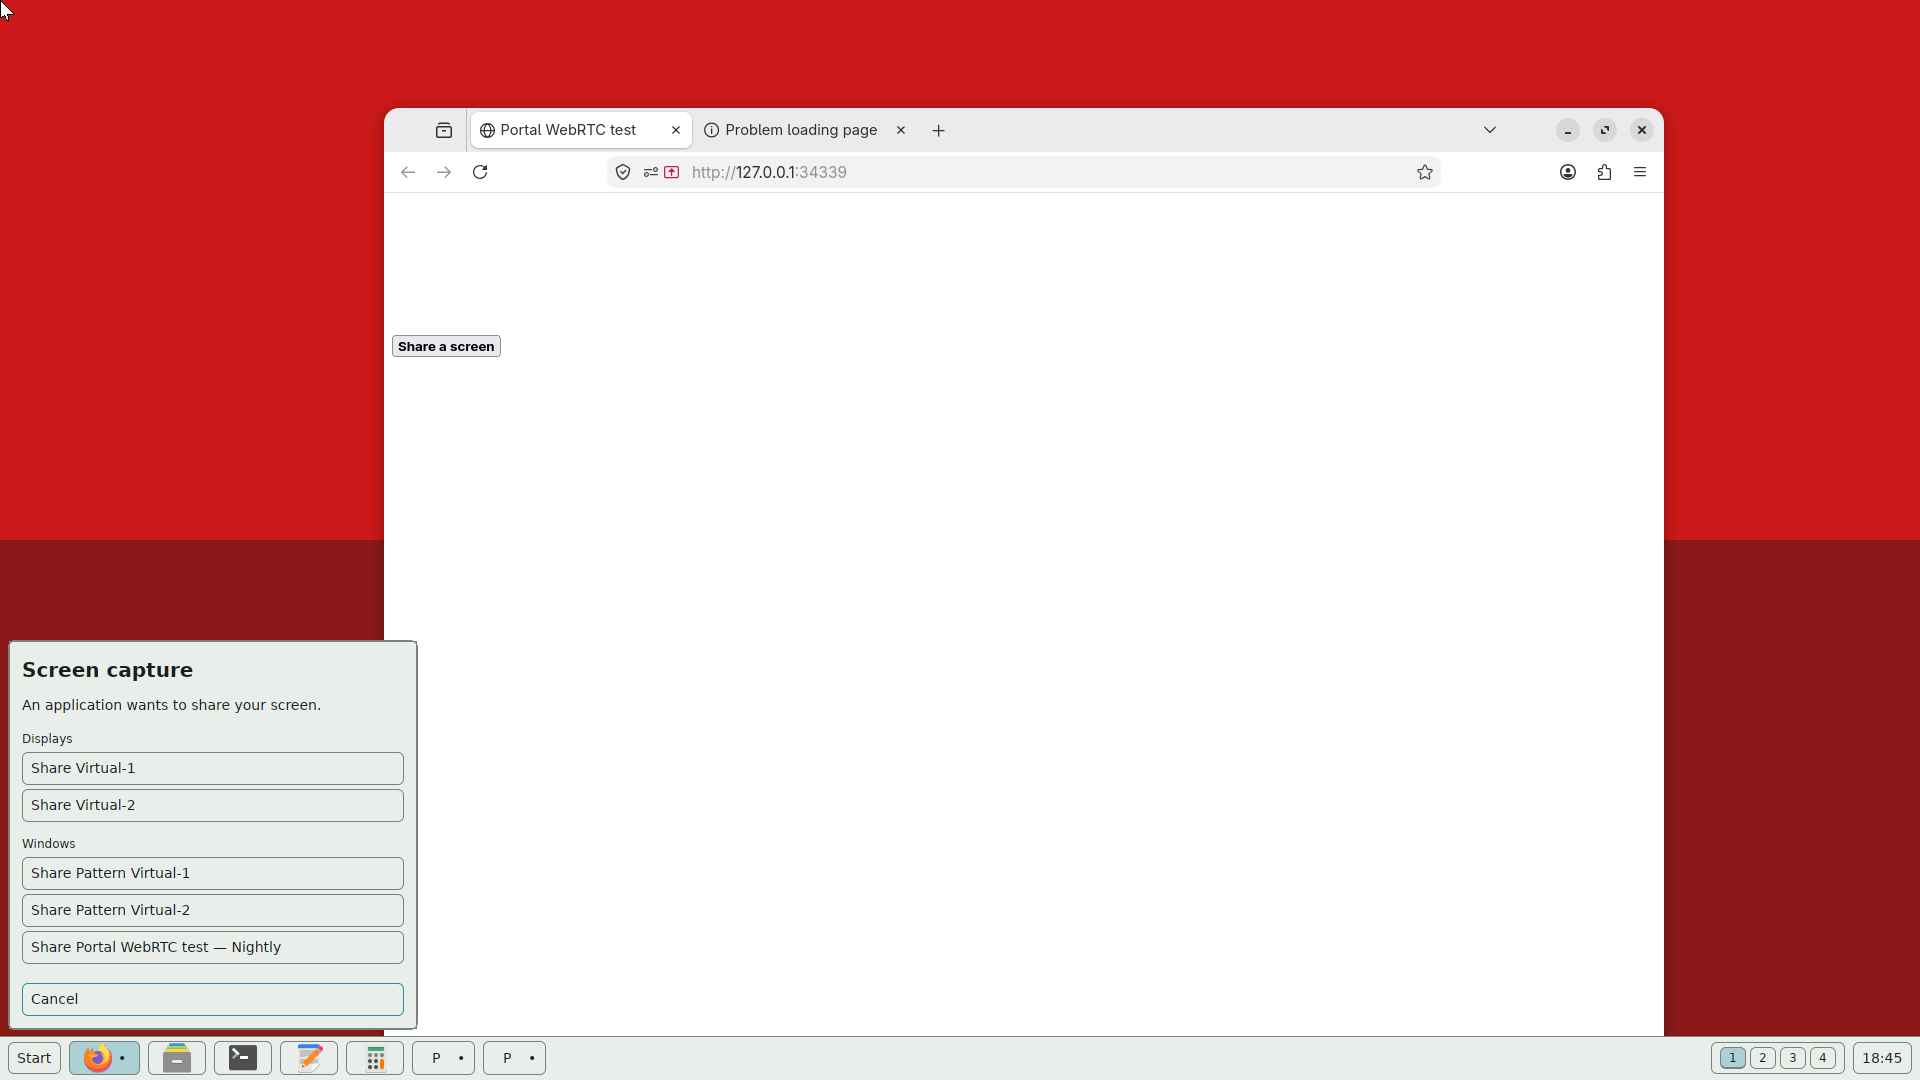 Portal WebRTC test
Problem loading page
http://127.0.0.1:34339
Share a screen
Screen capture
An application wants to share your screen.
Displays
Share Virtual-1
Share Virtual-2
Windows
Share Pattern Virtual-1
Share Pattern Virtual-2
Share Portal WebRTC test — Nightly
Cancel
Start
P
P
1
2
3
4
18:45